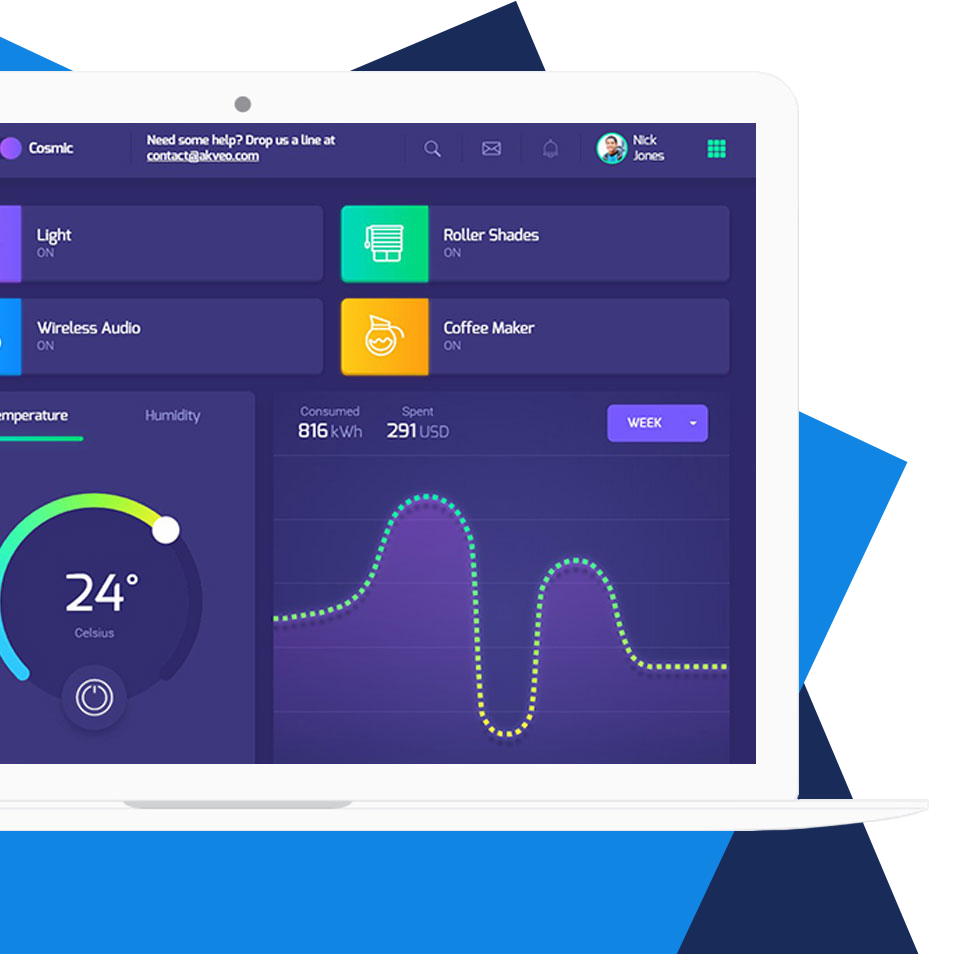 Cosmic
Need some help? Drop us a line at
contact@akveo.com
Nick
Jones
Light
ON
Roller Shades
ON
Wireless Audio
ON
Coffee Maker
ON
emperature
Humidity
Consumed
816 kWh
Spent
291 USD
WEEK
24°
Celsius